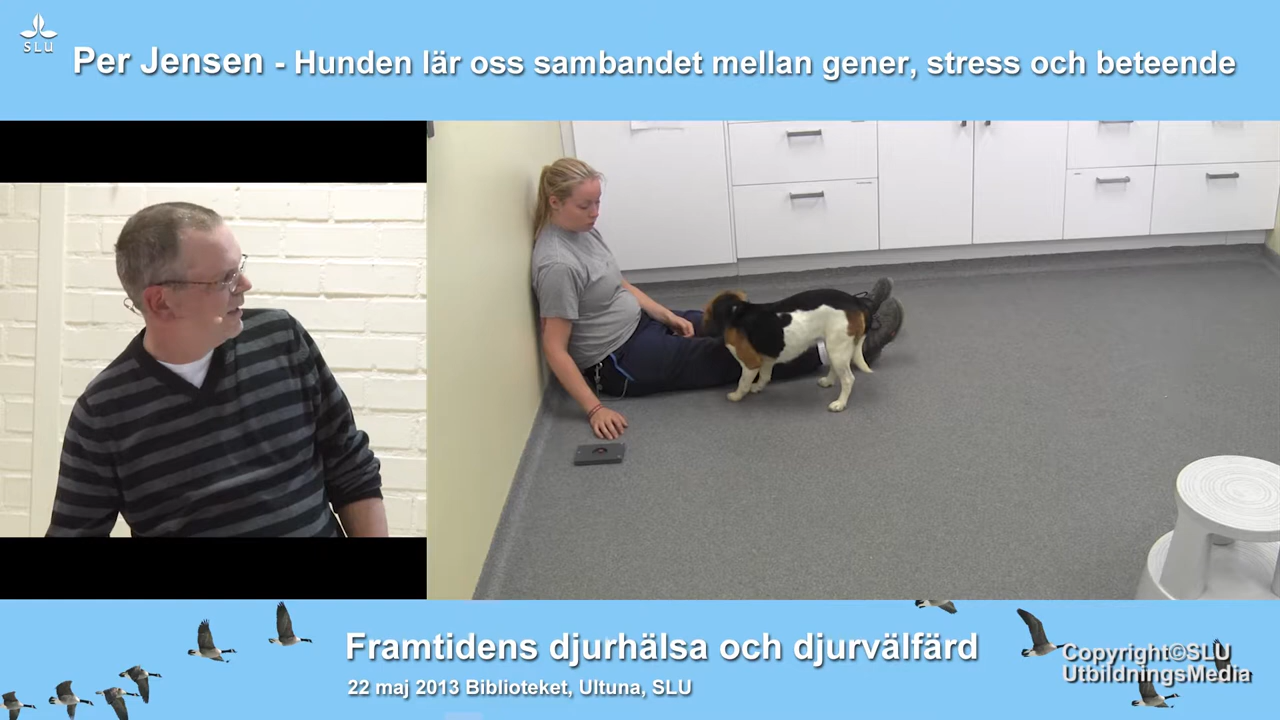 SLU
Per Jensen - Hunden lär oss sambandet mellan gener, stress och beteende
Framtidens djurhälsa och djurvälfärd
22 maj 2013 Biblioteket, Ultuna, SLU
Copyright©SLU
UtbildningsMedia